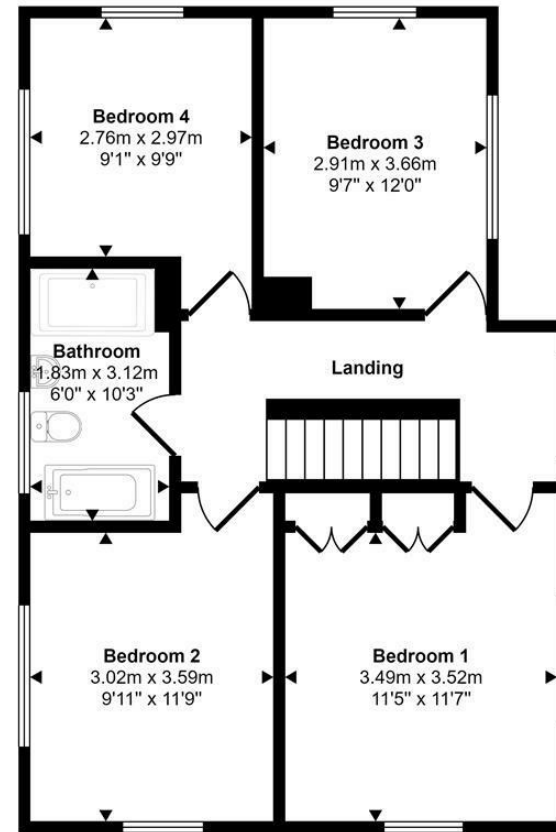 Bedroom 4
2.76m x 2.97m
9'1" x 9'9"
Bedroom 3
2.91m x 3.66m
9'7" x 12'0"
Bathroom
1.83m x 3.12m
6'0" x 10'3"
Landing
Bedroom 2
3.02m x 3.59m
9'11" x 11'9"
Bedroom 1
3.49m x 3.52m
11'5" x 11'7"